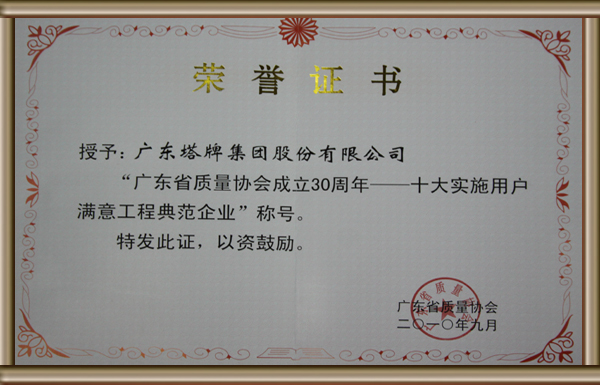 荣誉证书
授予：广东塔牌集团股份有限公司
“广东省质量协会成立30周年——十大实施用户
满意工程典范企业”称号。
特发此证，以资鼓励。
广东省质量协会
二〇一〇年九月